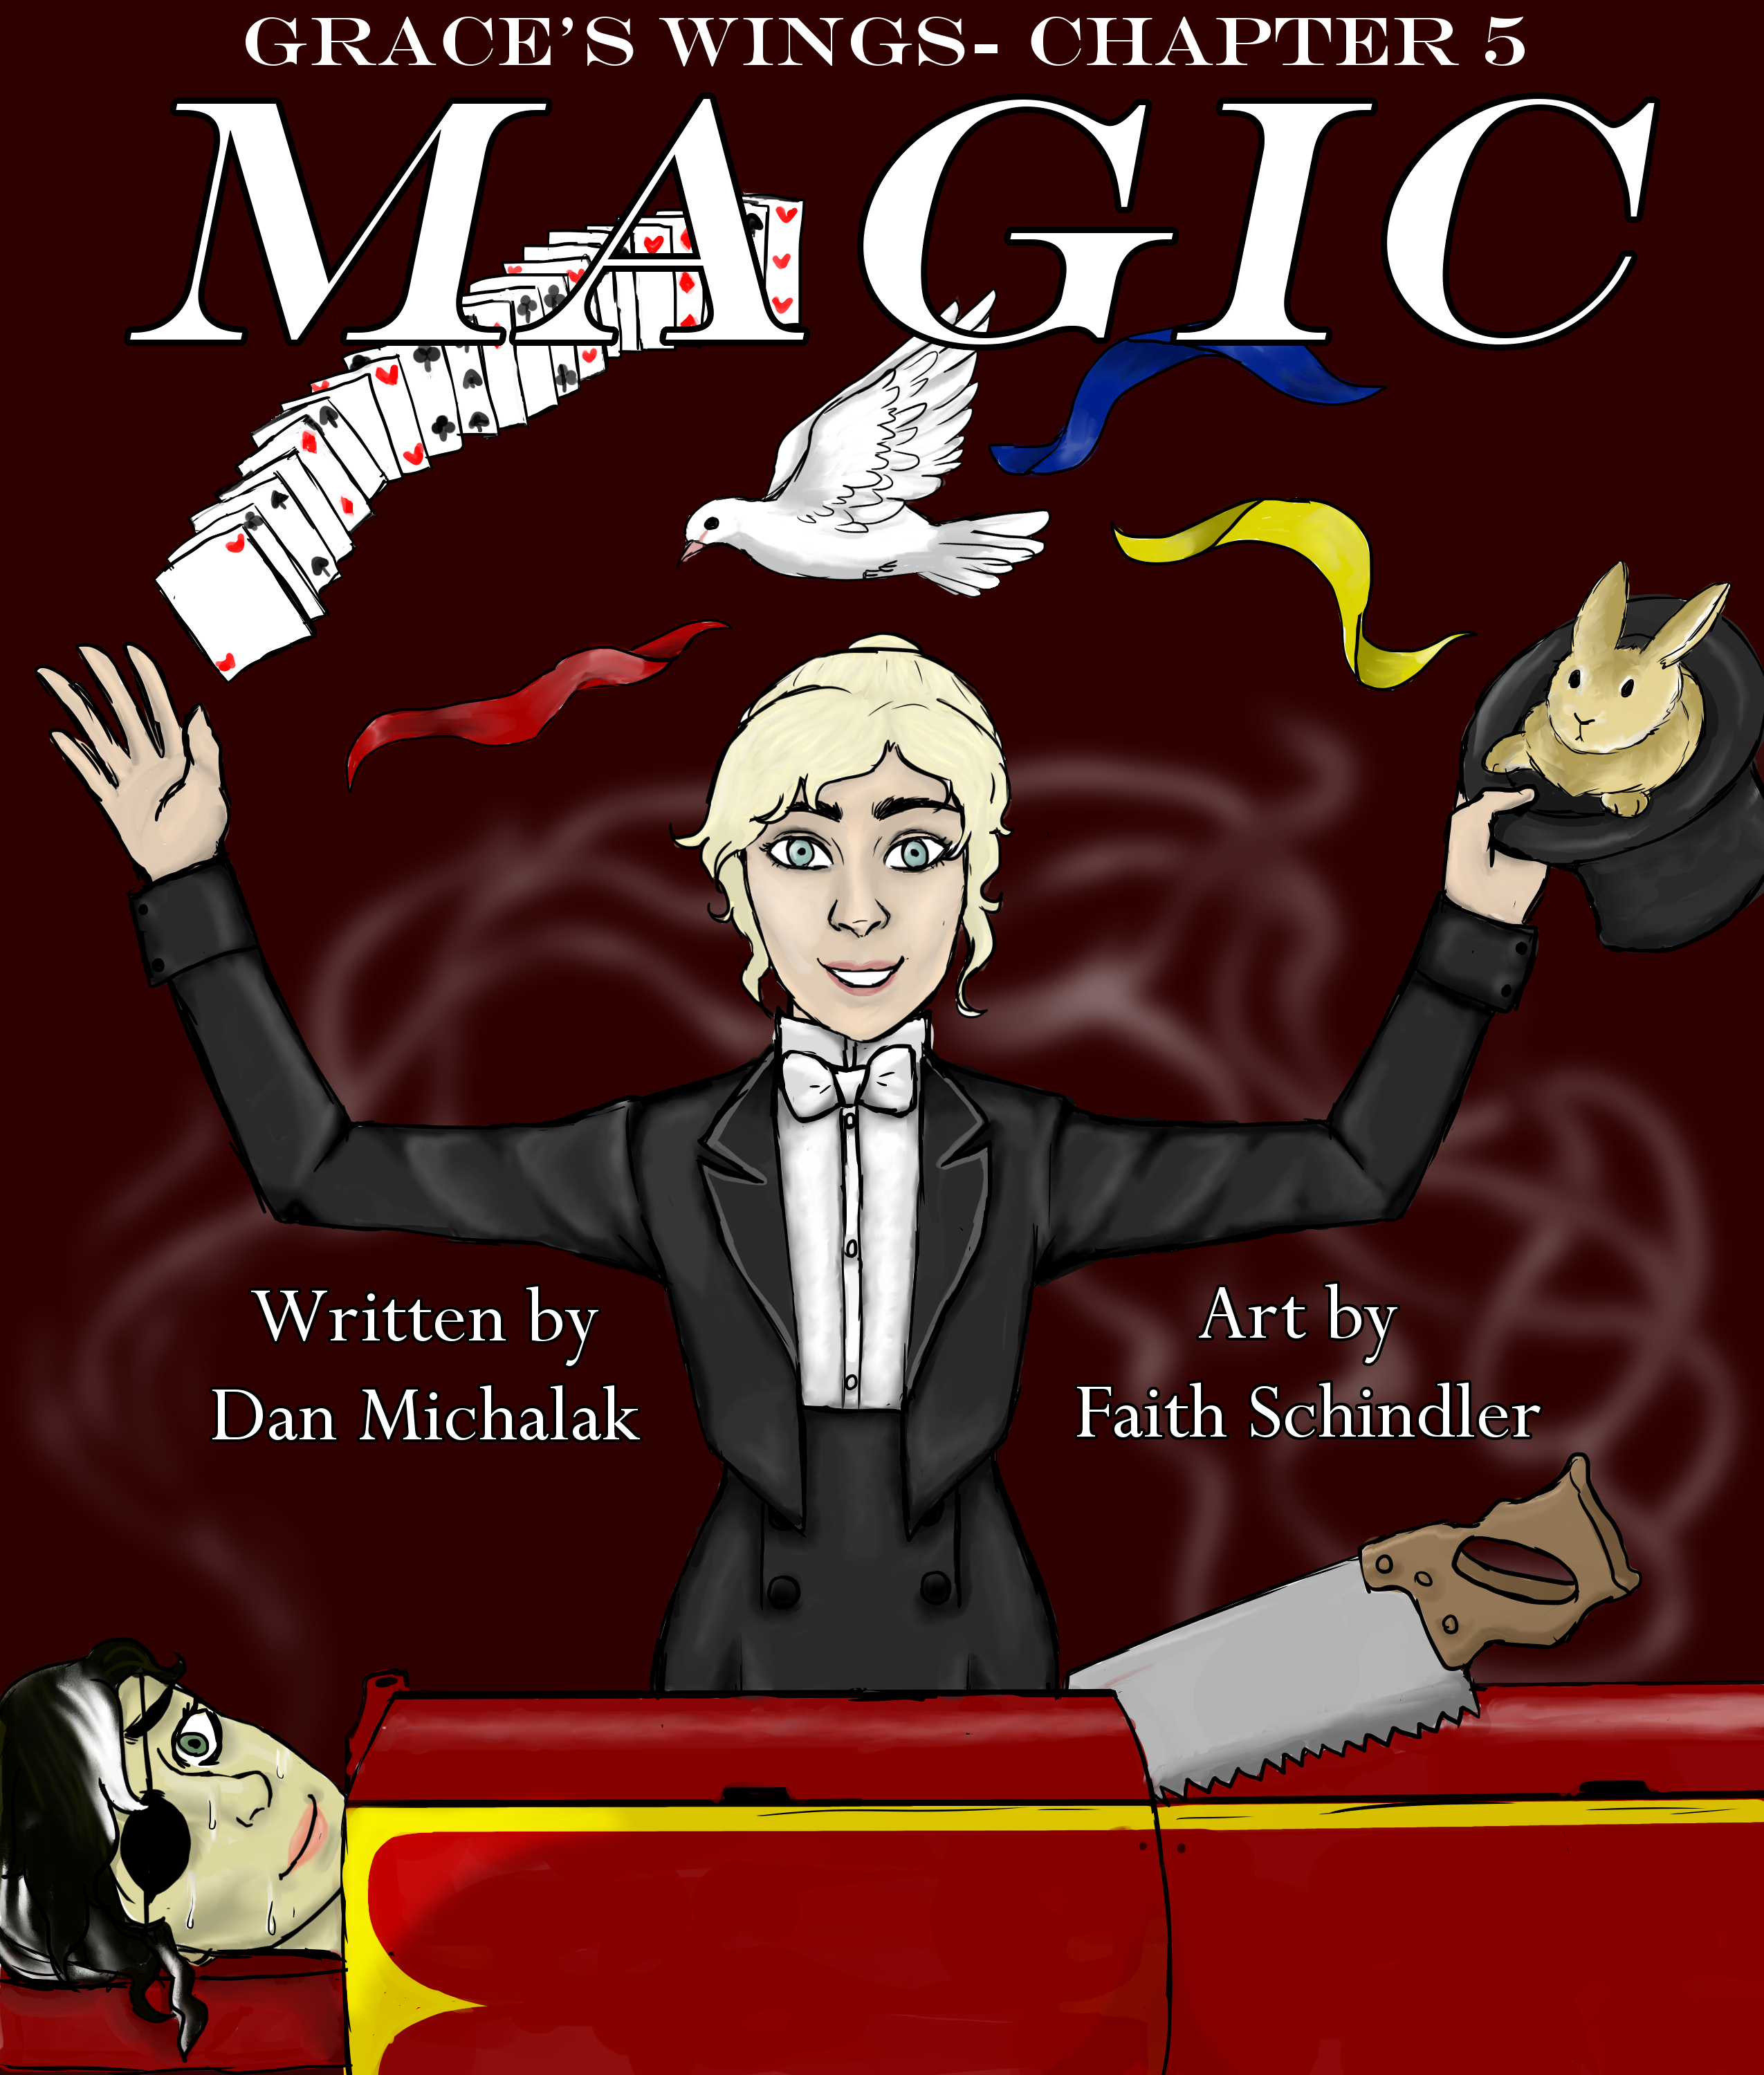 GRACE'S WINGS- CHAPTER 5
MAGIC
Written by
Dan Michalak
Art by
Faith Schindler